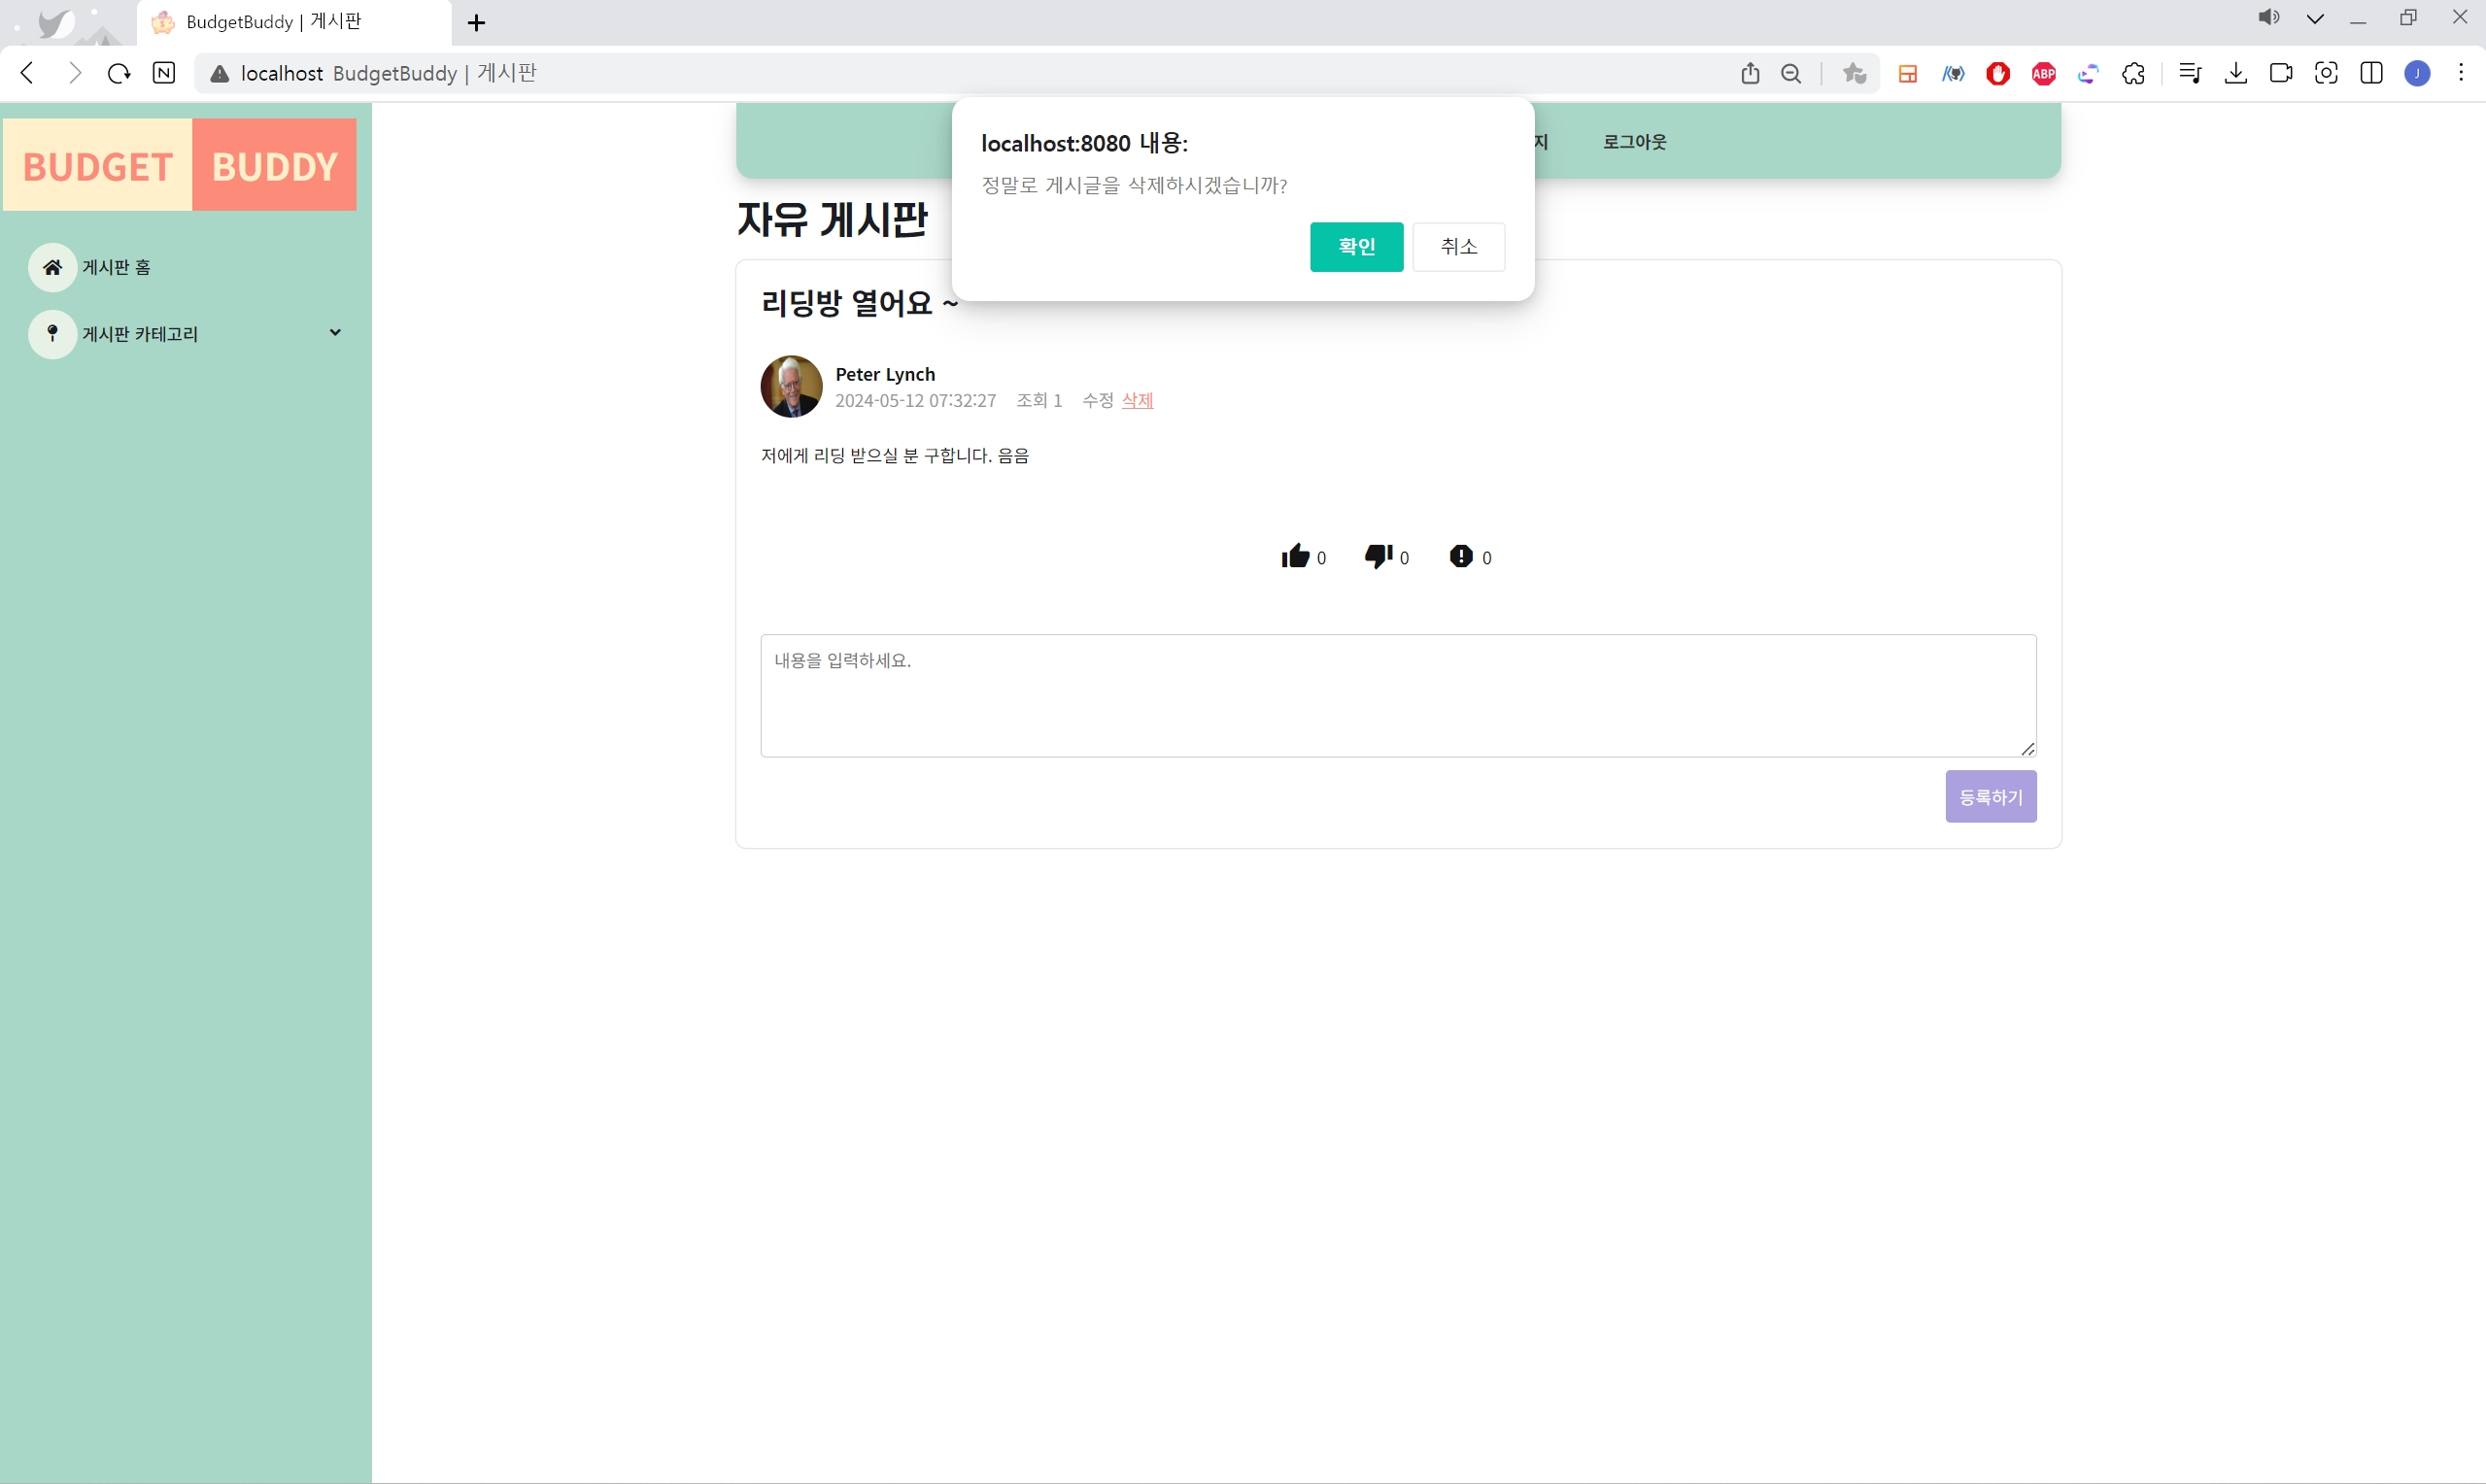 BudgetBuddy | 게시판
N
localhost BudgetBuddy | 게시판
ABP
J
BUDGET BUDDY
게시판 홈
게시판 카테고리
지 로그아웃
localhost:8080 내용:
정말로 게시글을 삭제하시겠습니까?
확인 취소
자유 게시판
리딩방 열어요 ~
Peter Lynch
2024-05-12 07:32:27 조회 1 수정 삭제
저에게 리딩 받으실 분 구합니다. 음음
0 0 0
내용을 입력하세요.
등록하기